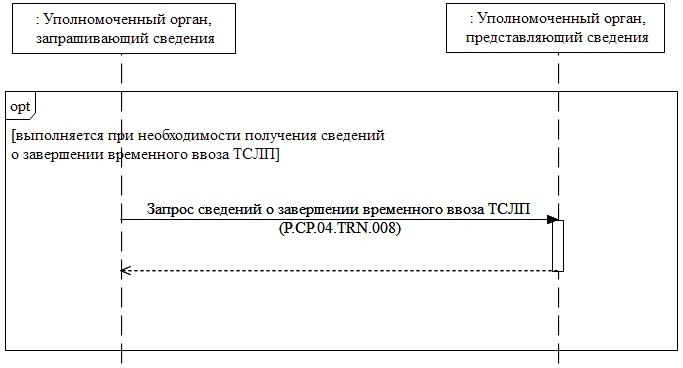 : Уполномоченный орган,
запрашивающий сведения
: Уполномоченный орган,
представляющий сведения
opt
[выполняется при необходимости получения сведений
о завершении временного ввоза ТСЛП]
Запрос сведений о завершении временного ввоза ТСЛП
(P.CP.04.TRN.008)